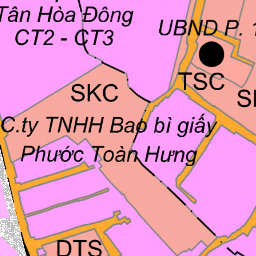 Tân Hòa Đông
CT2 - CT3
UBND P. 1
TSC
SKC
C.ty TNHH Bao bì giấy
Phước Toàn Hưng
DTS